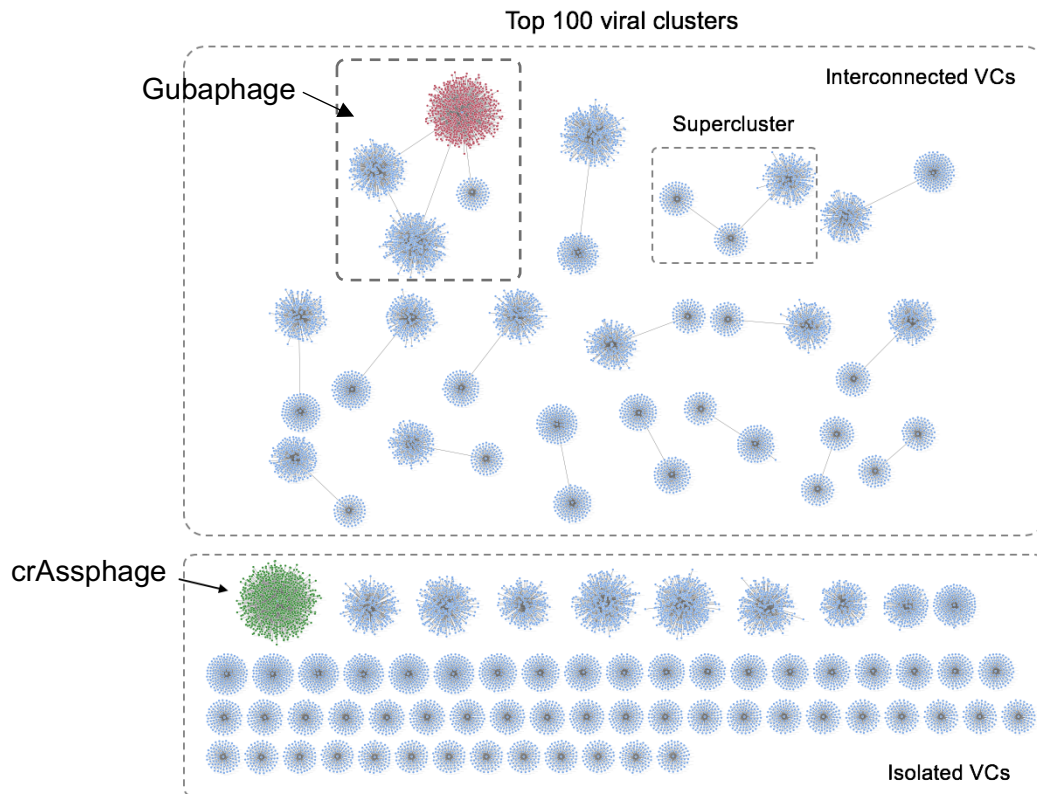 Top 100 viral clusters
Interconnected VCs
Gubaphage
Supercluster
crAssphage
Isolated VCs